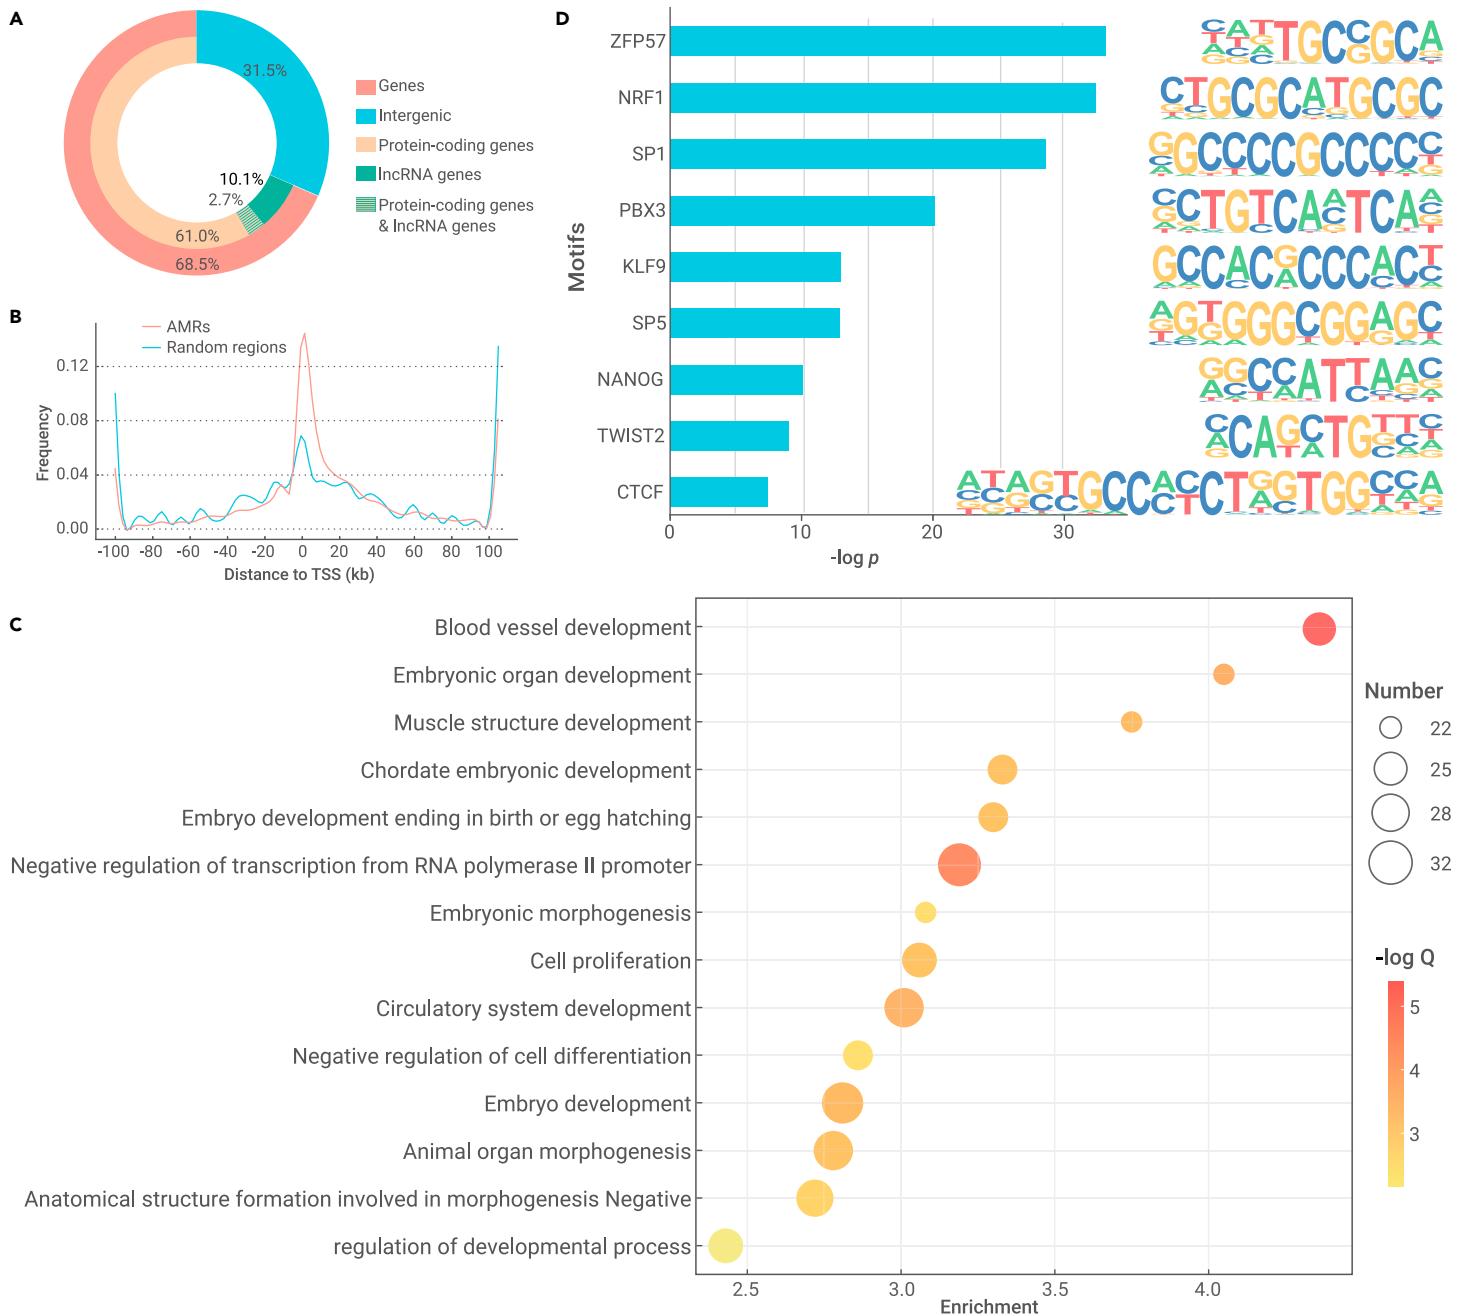 A
31.5%
10.1%
2.7%
61.0%
68.5%
Genes
Intergenic
Protein-coding genes
lncRNA genes
Protein-coding genes
& lncRNA genes
B
AMRs
Random regions
Frequency
0.12
0.08
0.04
0.00
-100 -80 -60 -40 -20 0 20 40 60 80 100
Distance to TSS (kb)
D
Motifs
ZFP57
NRF1
SP1
PBX3
KLF9
SP5
NANOG
TWIST2
CTCF
0 10 20 30
-log p
C
Blood vessel development
Embryonic organ development
Muscle structure development
Chordate embryonic development
Embryo development ending in birth or egg hatching
Negative regulation of transcription from RNA polymerase II promoter
Embryonic morphogenesis
Cell proliferation
Circulatory system development
Negative regulation of cell differentiation
Embryo development
Animal organ morphogenesis
Anatomical structure formation involved in morphogenesis Negative
regulation of developmental process
2.5 3.0 3.5 4.0
Enrichment
Number
22
25
28
32
-log Q
5
4
3